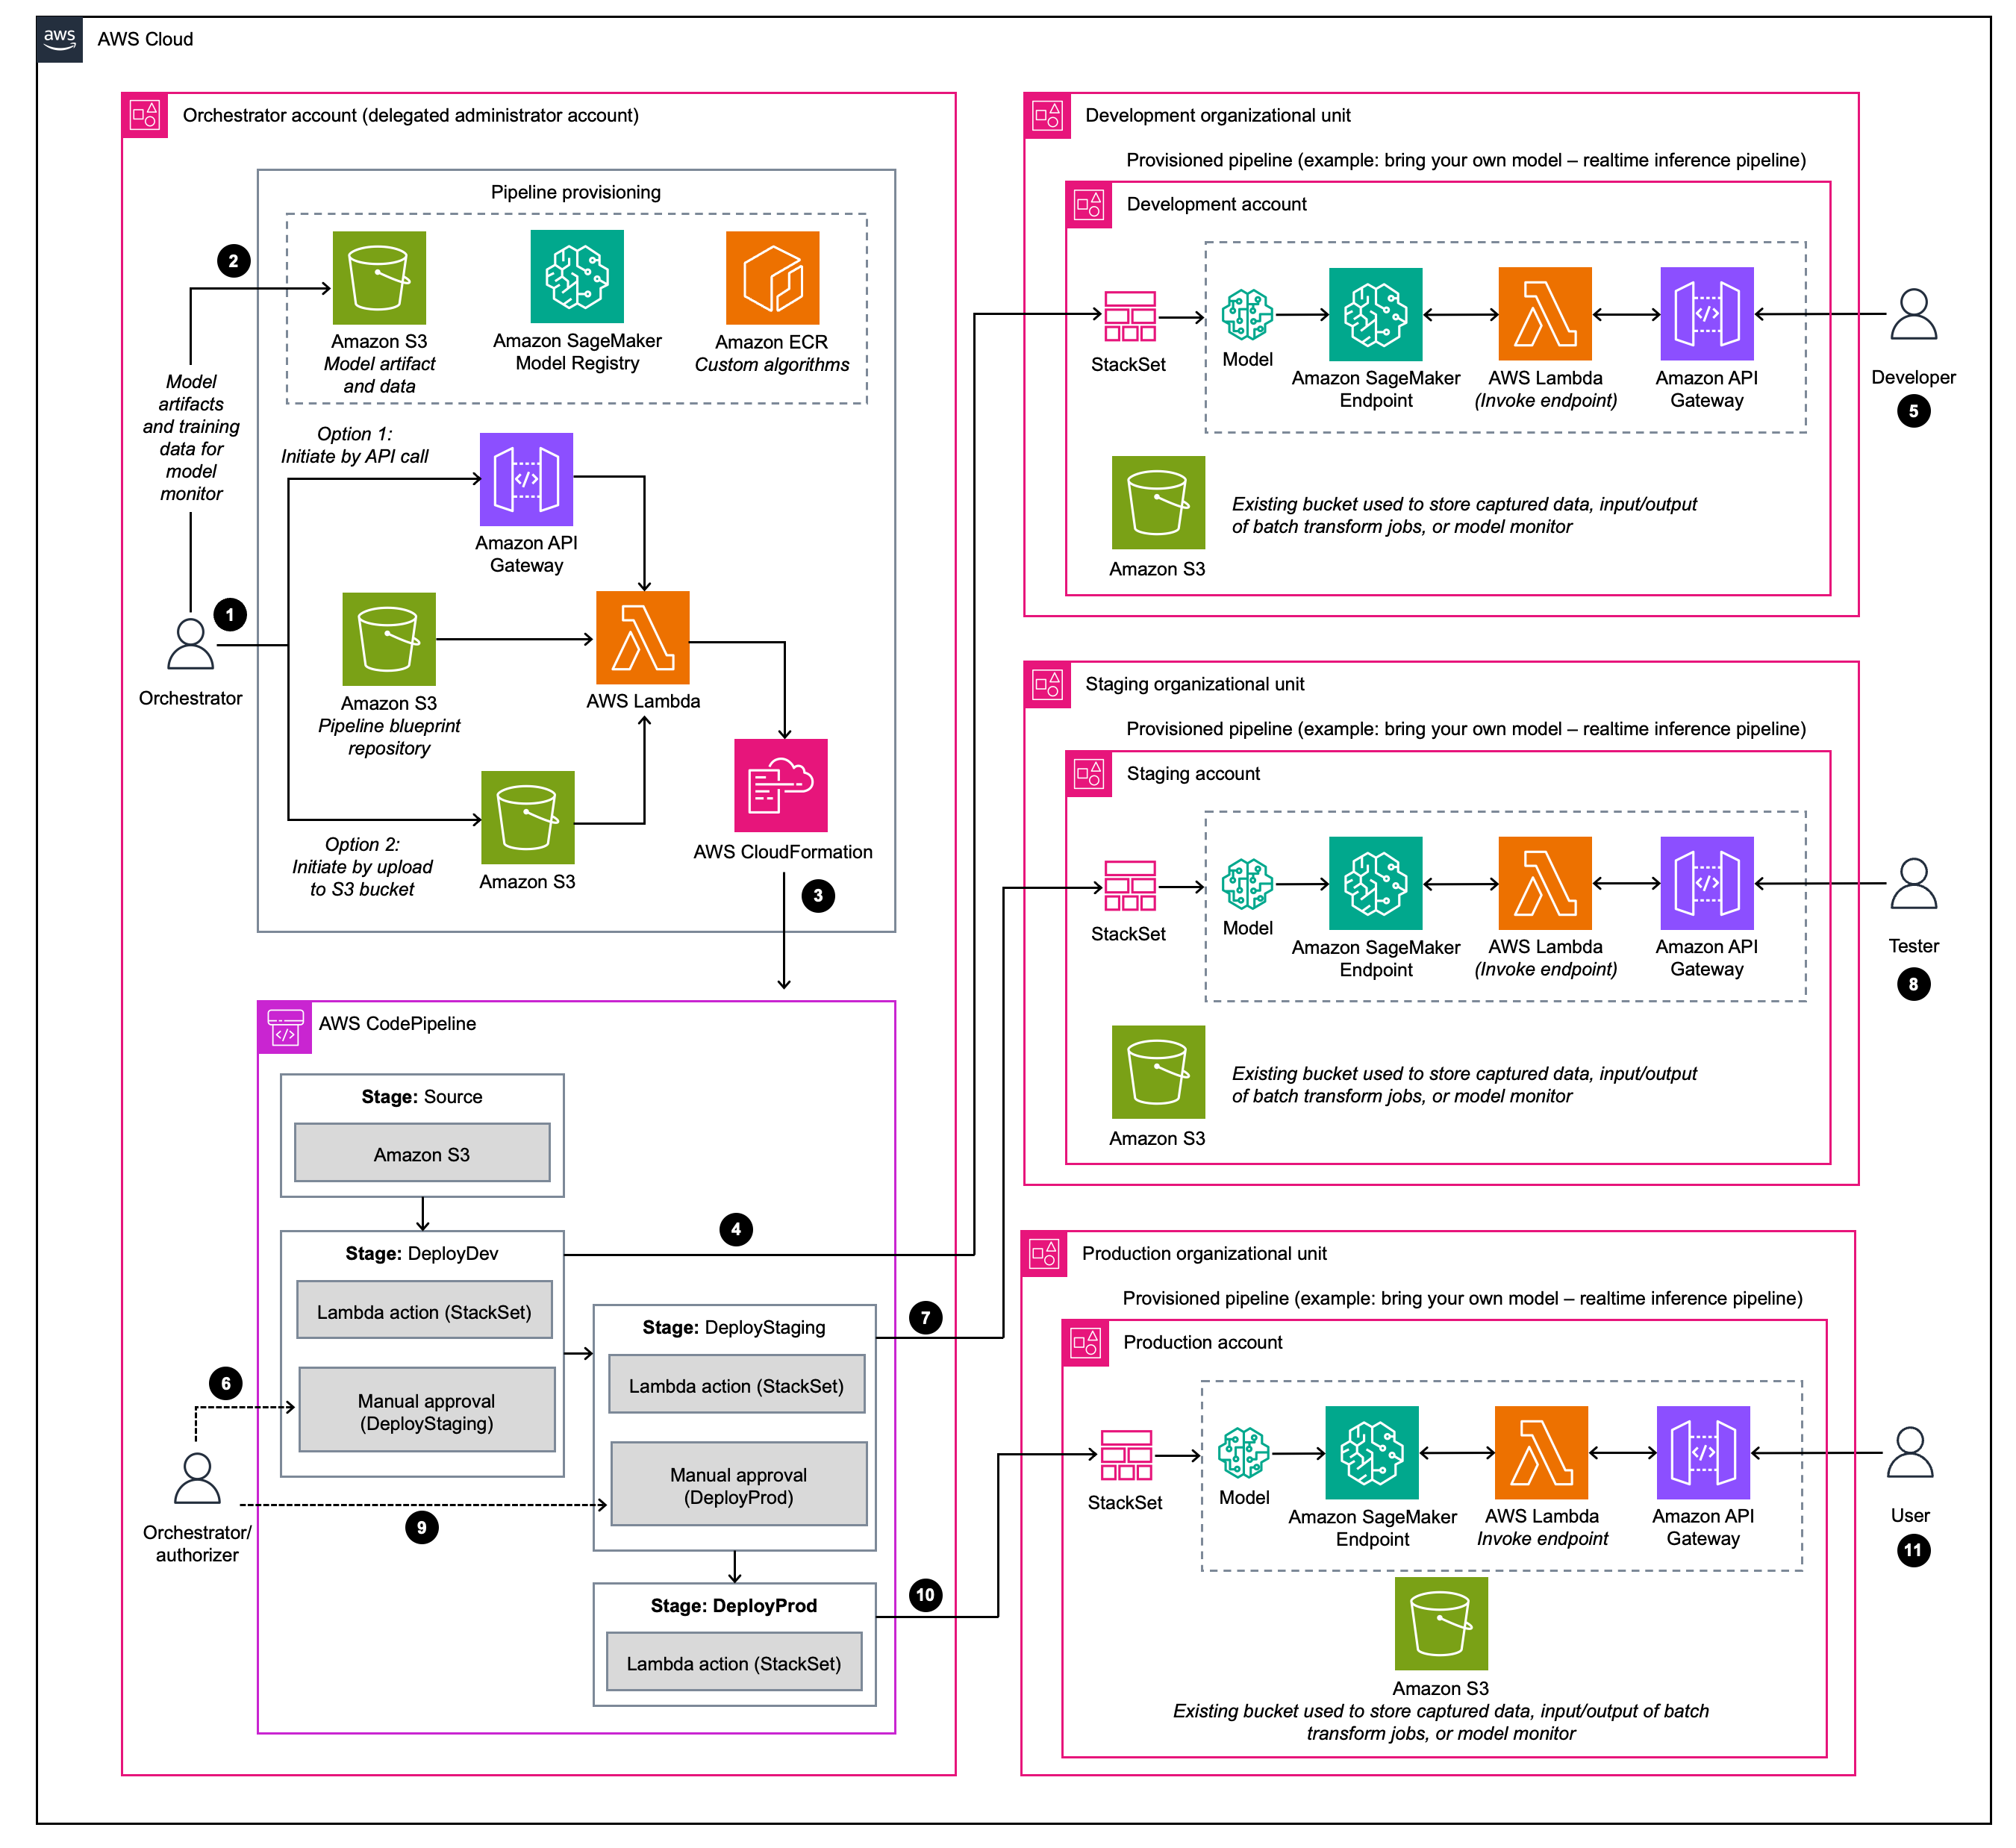 aws
AWS Cloud
Orchestrator account (delegated administrator account)
Pipeline provisioning
2
Amazon S3
Model artifact
and data
Amazon SageMaker
Model Registry
Amazon ECR
Custom algorithms
Model
artifacts
and training
data for
model
monitor
Option 1:
Initiate by API call
Amazon API
Gateway
1
Orchestrator
Amazon S3
Pipeline blueprint
repository
AWS Lambda
Option 2:
Initiate by upload
to S3 bucket
Amazon S3
AWS CloudFormation
3
AWS CodePipeline
Stage: Source
Amazon S3
4
Stage: DeployDev
Lambda action (StackSet)
Manual approval
(DeployStaging)
6
Orchestrator/
authorizer
9
7
Stage: DeployStaging
Lambda action (StackSet)
Manual approval
(DeployProd)
10
Stage: DeployProd
Lambda action (StackSet)
Development organizational unit
Provisioned pipeline (example: bring your own model – realtime inference pipeline)
Development account
StackSet
Model
Amazon SageMaker
Endpoint
AWS Lambda
(Invoke endpoint)
Amazon API
Gateway
Developer
5
Existing bucket used to store captured data, input/output
of batch transform jobs, or model monitor
Amazon S3
Staging organizational unit
Provisioned pipeline (example: bring your own model – realtime inference pipeline)
Staging account
StackSet
Model
Amazon SageMaker
Endpoint
AWS Lambda
(Invoke endpoint)
Amazon API
Gateway
Tester
8
Existing bucket used to store captured data, input/output
of batch transform jobs, or model monitor
Amazon S3
Production organizational unit
Provisioned pipeline (example: bring your own model – realtime inference pipeline)
Production account
StackSet
Model
Amazon SageMaker
Endpoint
AWS Lambda
Invoke endpoint
Amazon API
Gateway
User
11
Amazon S3
Existing bucket used to store captured data, input/output of batch
transform jobs, or model monitor